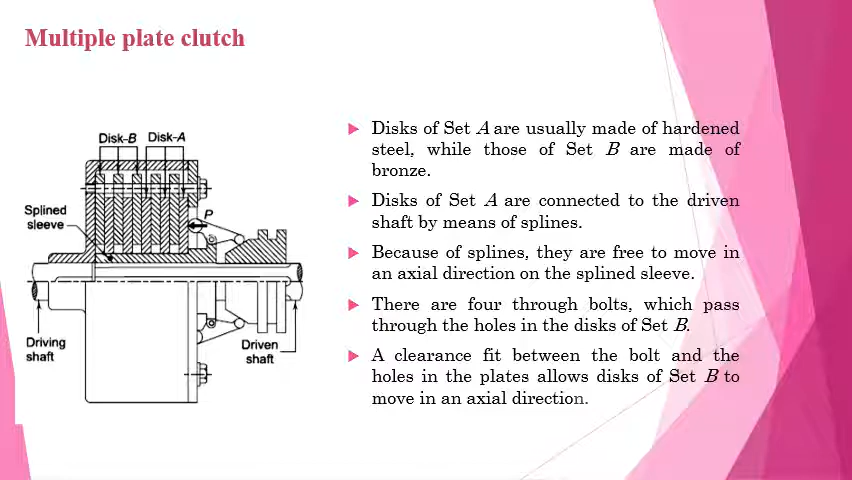 Multiple plate clutch
Disk–B Disk–A
Splined
sleeve
P
Driving
shaft
Driven
shaft
Disks of Set A are usually made of hardened
steel, while those of Set B are made of
bronze.
Disks of Set A are connected to the driven
shaft by means of splines.
Because of splines, they are free to move in
an axial direction on the splined sleeve.
There are four through bolts, which pass
through the holes in the disks of Set B.
A clearance fit between the bolt and the
holes in the plates allows disks of Set B to
move in an axial direction.